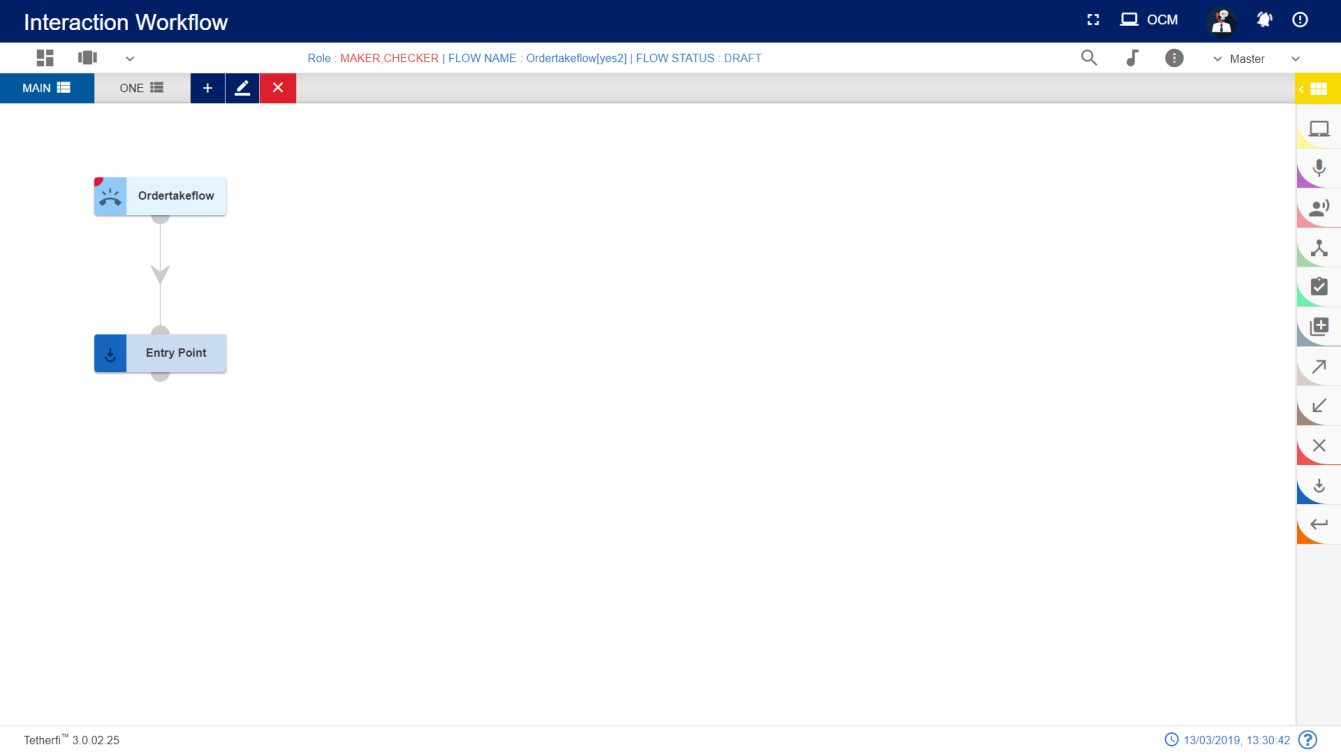 Interaction Workflow
OCM
Role : MAKER,CHECKER | FLOW NAME : Ordertakeflow[yes2] | FLOW STATUS : DRAFT
Master
MAIN
ONE
Ordertakeflow
Entry Point
Tetherfi™ 3.0.02.25
13/03/2019, 13:30:42